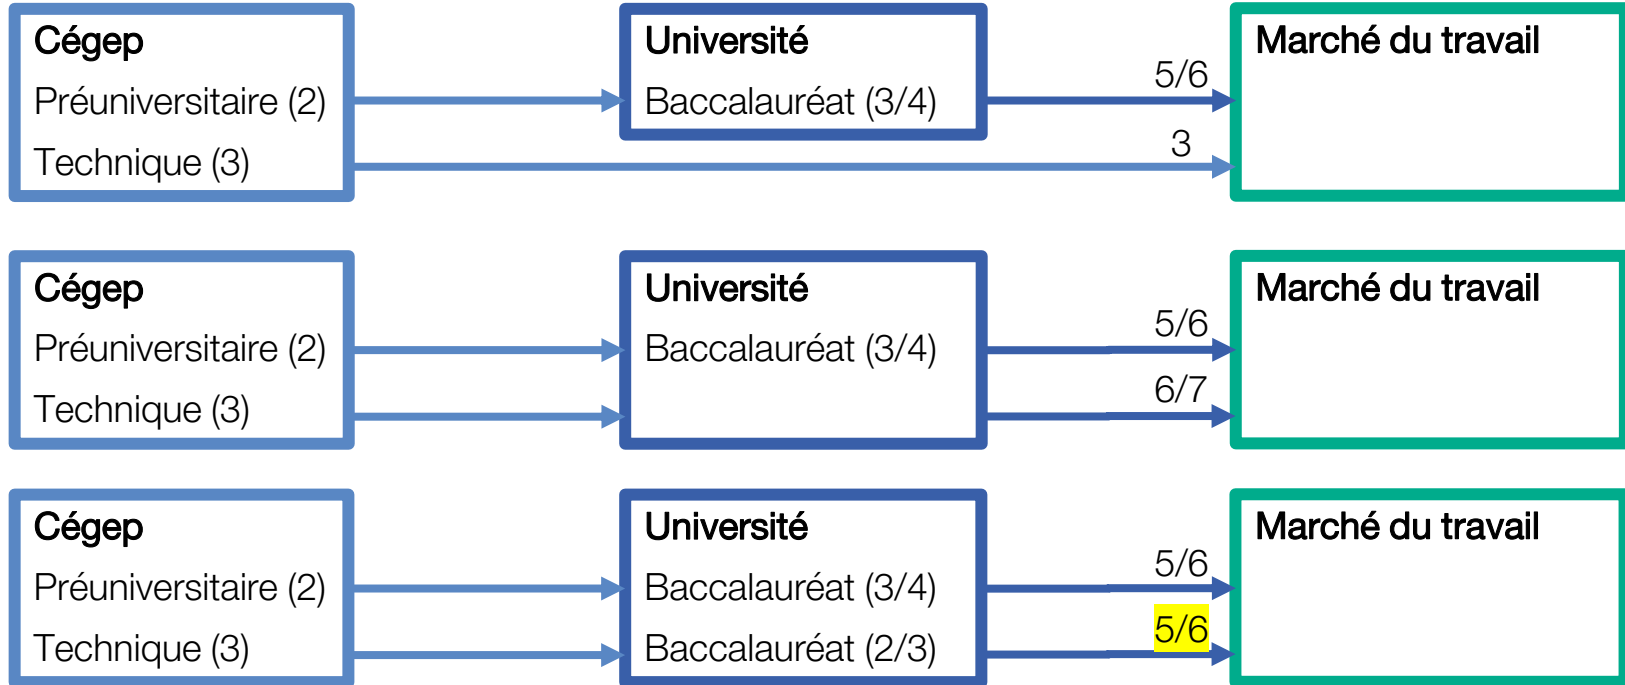 Cégep
Préuniversitaire (2)
Technique (3)
Université
Baccalauréat (3/4)
5/6
3
Marché du travail
Cégep
Préuniversitaire (2)
Technique (3)
Université
Baccalauréat (3/4)
5/6
6/7
Marché du travail
Cégep
Préuniversitaire (2)
Technique (3)
Université
Baccalauréat (3/4)
Baccalauréat (2/3)
5/6
5/6
Marché du travail